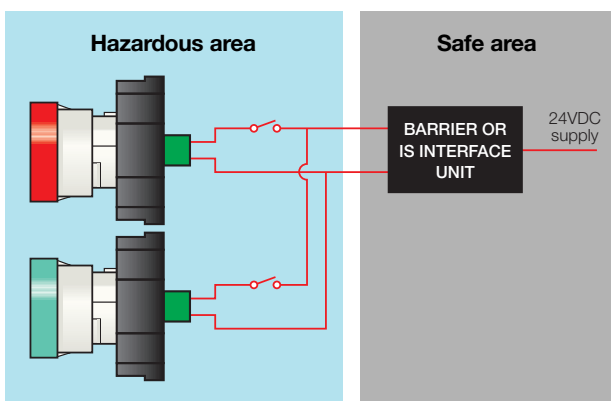 Hazardous area
Safe area
BARRIER OR
IS INTERFACE
UNIT
24VDC
supply